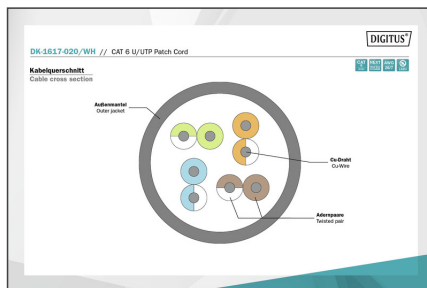 DIGITUS®
DK-1617-020/WH // CAT 6 U/UTP Patch Cord
Kabelquerschnitt
Cable cross section
Außenmantel
Outer jacket
Cu-Draht
Cu-Wire
Adernpaare
Twisted pair